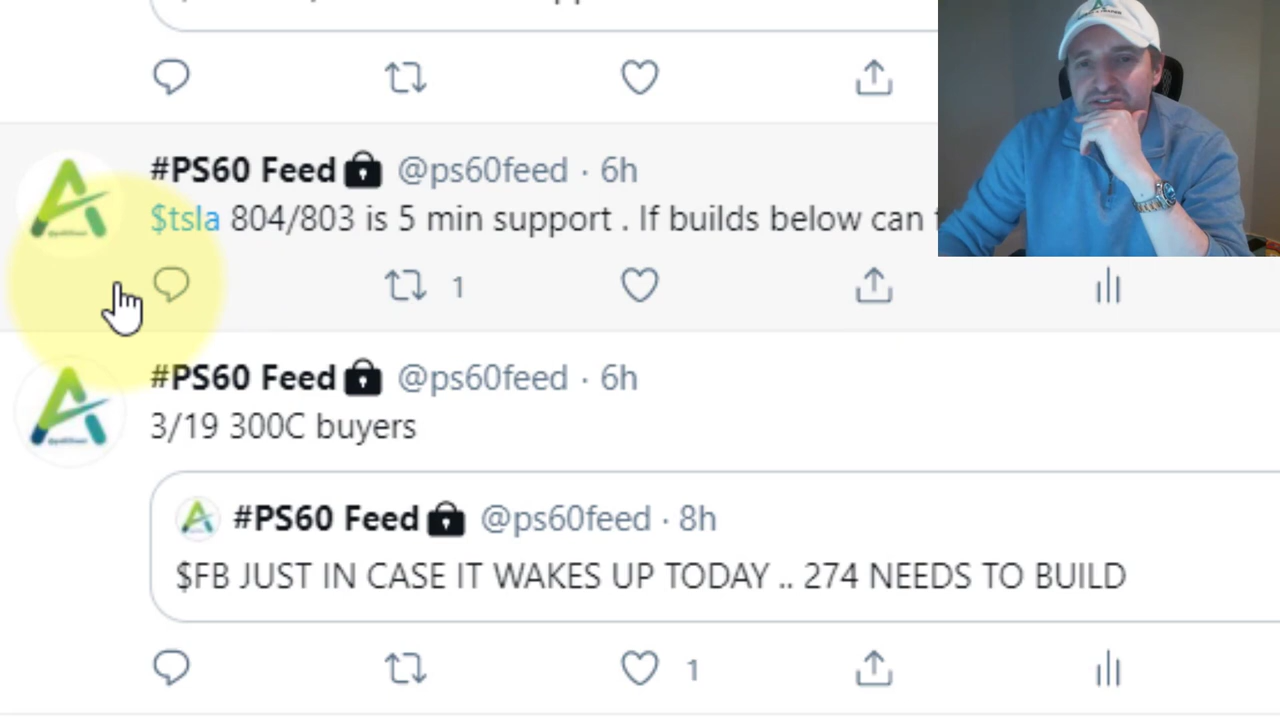 #PS60 Feed @ps60feed · 6h
$tsla 804/803 is 5 min support . If builds below can
1
#PS60 Feed @ps60feed · 6h
3/19 300C buyers
#PS60 Feed @ps60feed · 8h
$FB JUST IN CASE IT WAKES UP TODAY .. 274 NEEDS TO BUILD
1